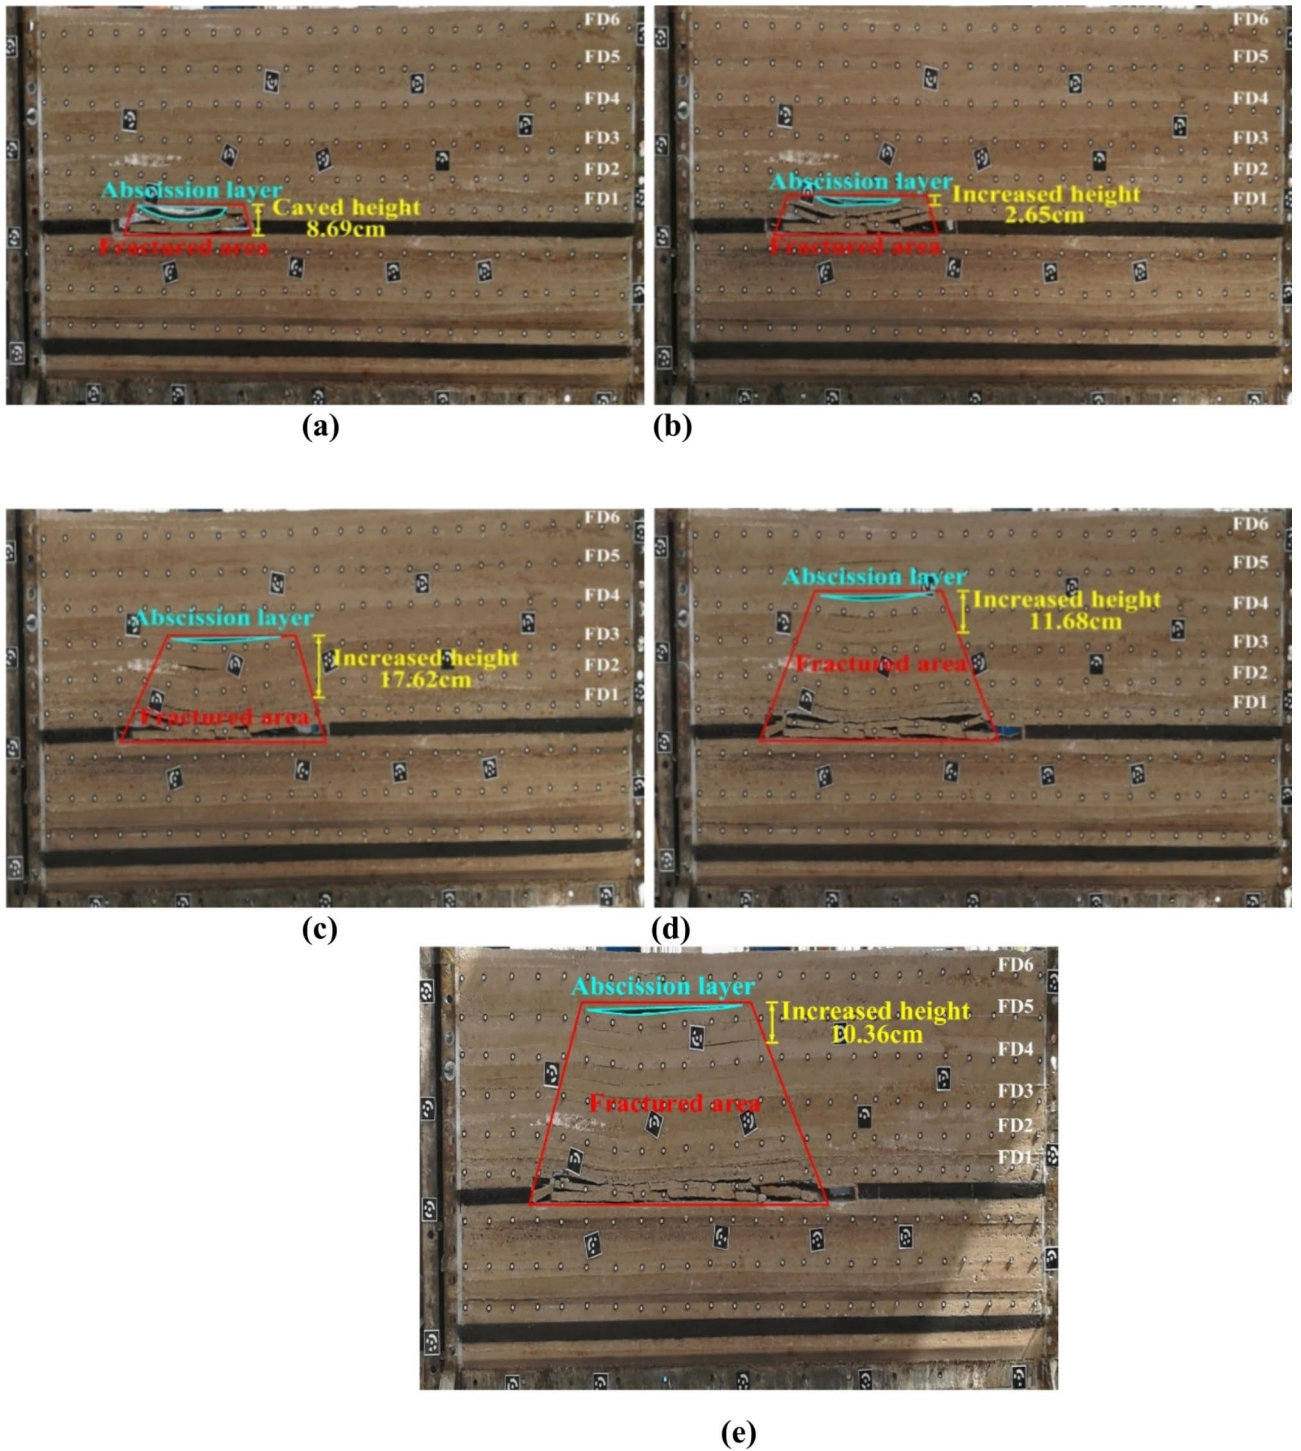 FD6
FD5
FD4
FD3
FD2
FD1
Abscission layer
Caved height
8.69cm
Fractured area
(a)
FD6
FD5
FD4
FD3
FD2
FD1
Abscission layer
Increased height
2.65cm
Fractured area
(b)
FD6
FD5
FD4
FD3
FD2
FD1
Abscission layer
Increased height
17.62cm
Fractured area
(c)
FD6
FD5
FD4
FD3
FD2
FD1
Abscission layer
Increased height
11.68cm
Fractured area
(d)
FD6
FD5
FD4
FD3
FD2
FD1
Abscission layer
Increased height
10.36cm
Fractured area
(e)